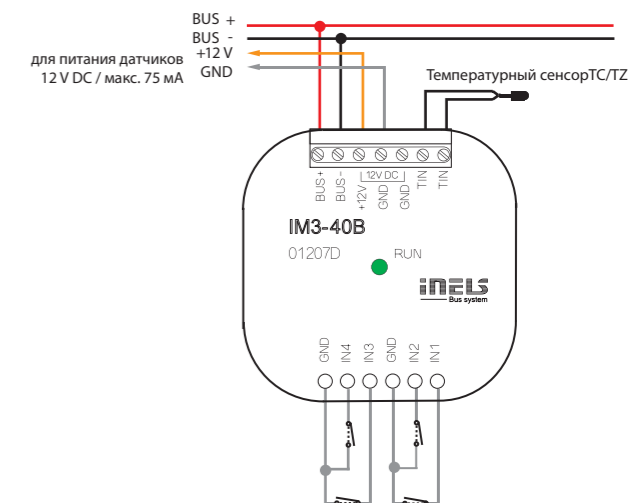 BUS +
BUS -
+12 V
для питания датчиков
12 V DC / макс. 75 мА
GND
Температурный сенсорTC/TZ
BUS+
BUS-
+12V
12V DC
GND
GND
TIN
TIN
IM3-40B
01207D
RUN
iNELS
Bus system
GND
IN4
IN3
GND
IN2
IN1